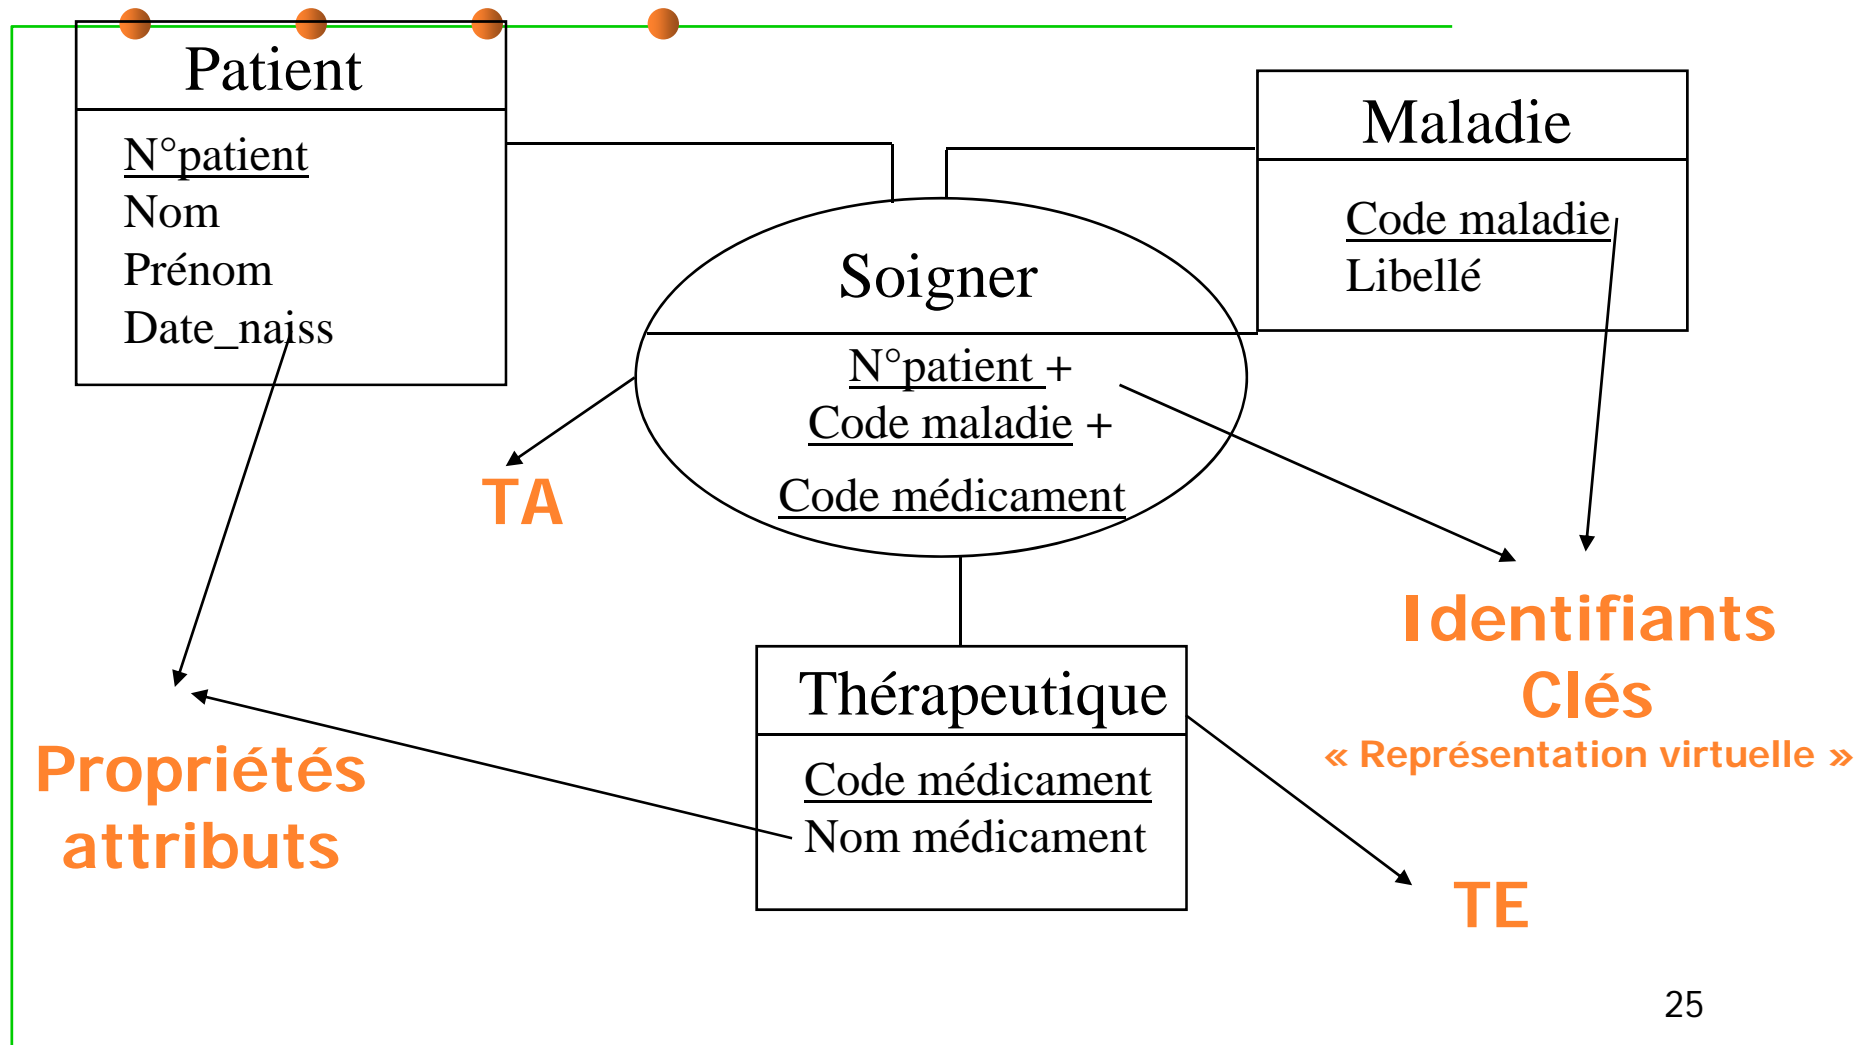 Patient
N°patient
Nom
Prénom
Date_naiss
Maladie
Code maladie
Libellé
Soigner
N°patient +
Code maladie +
Code médicament
TA
Identifiants
Clés
« Représentation virtuelle »
Thérapeutique
Code médicament
Nom médicament
Propriétés
attributs
TE
25